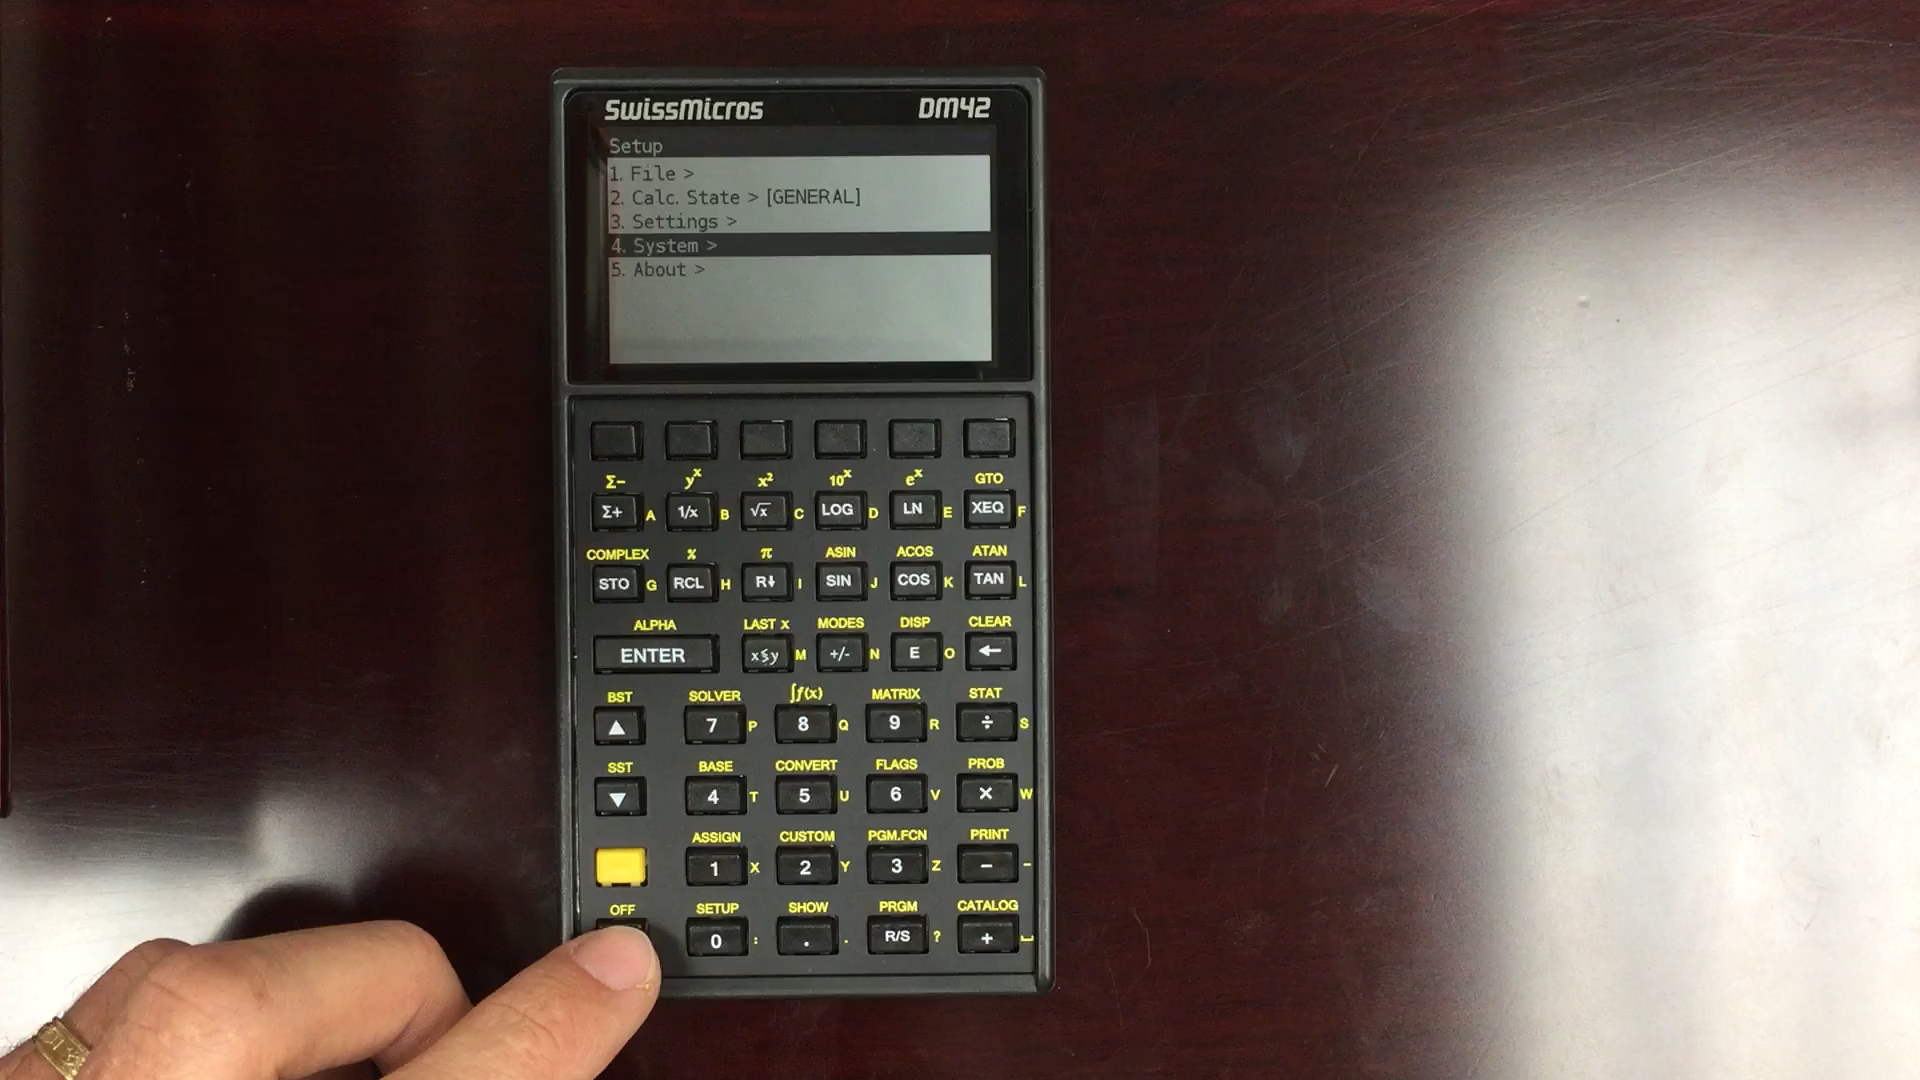 SwissMicros DM42
Setup
1. File >
2. Calc. State > [GENERAL]
3. Settings >
4. System >
5. About >
Σ- yˣ x² 10ˣ eˣ GTO
Σ+ A 1/x B √x C LOG D LN E XEQ F
COMPLEX % π ASIN ACOS ATAN
STO G RCL H R↓ I SIN J COS K TAN L
ALPHA LAST x MODES DISP CLEAR
ENTER x≶y M +/- N E O ←
BST SOLVER ∫f(x) MATRIX STAT
▲ 7 P 8 Q 9 R ÷ S
SST BASE CONVERT FLAGS PROB
▼ 4 T 5 U 6 V × W
ASSIGN CUSTOM PGM.FCN PRINT
1 X 2 Y 3 Z − -
OFF SETUP SHOW PRGM CATALOG
0 : . . R/S ? + ␣